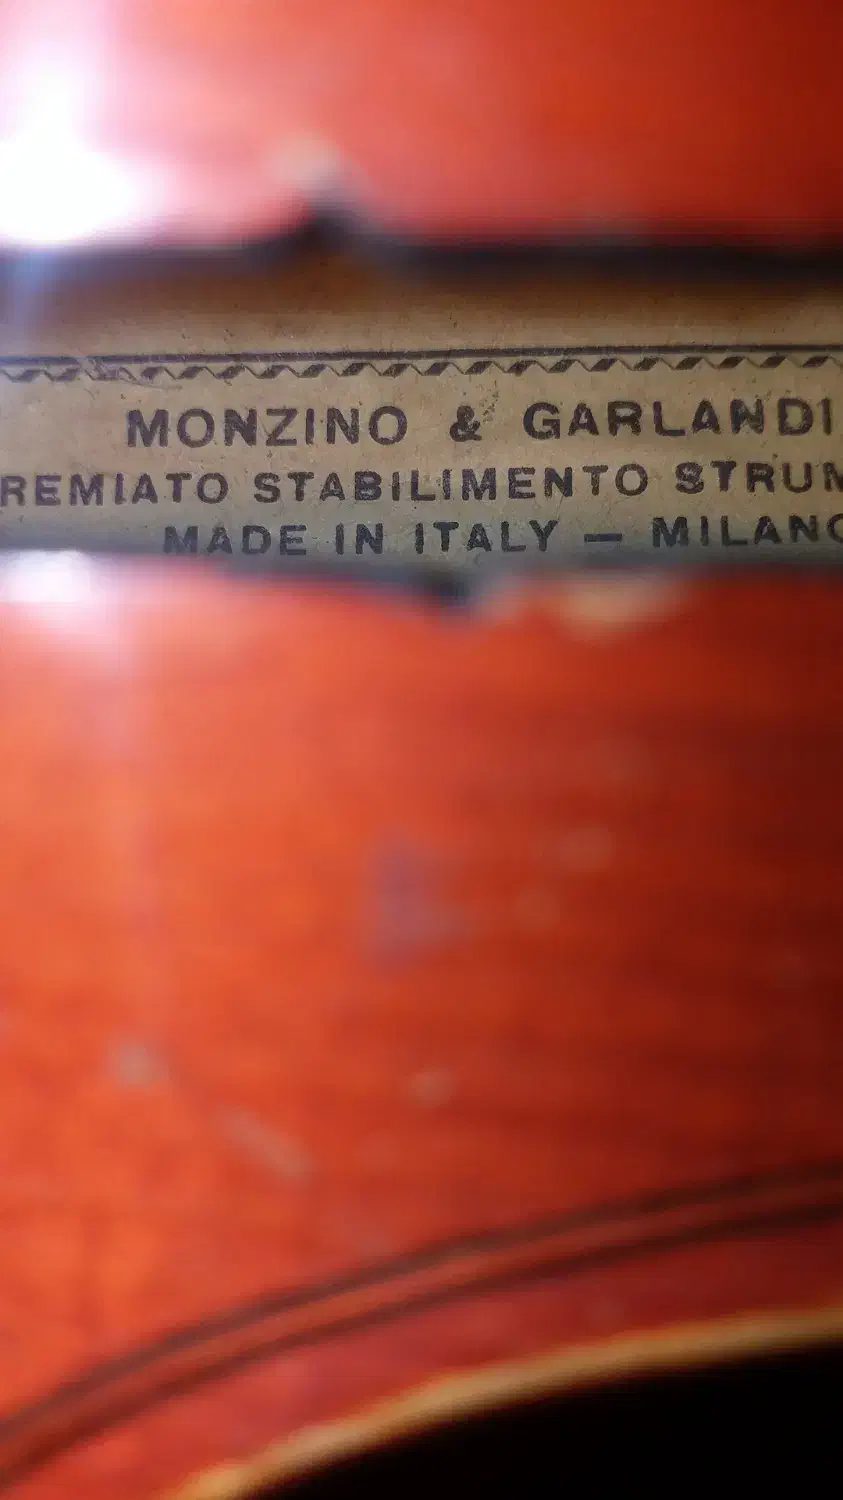 MONZINO & GARLANDI
REMIATO STABILIMENTO STRUM
MADE IN ITALY — MILANO